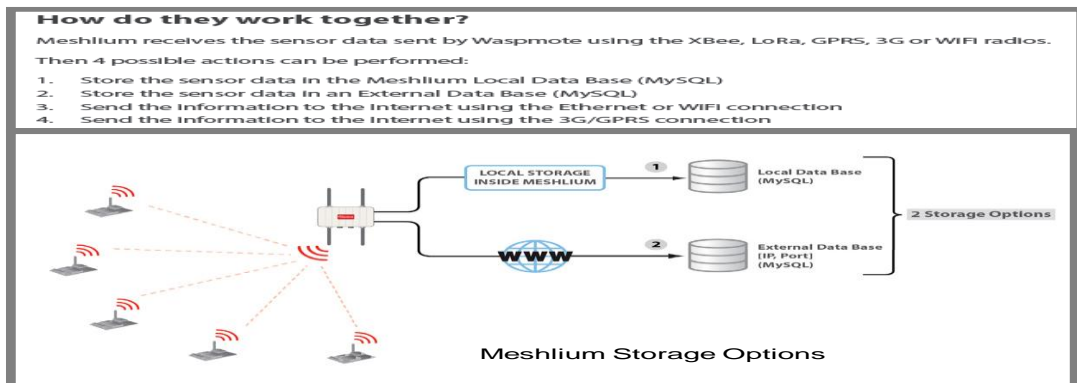 How do they work together?
Meshlium receives the sensor data sent by Waspmote using the XBee, LoRa, GPRS, 3G or WiFi radios.
Then 4 possible actions can be performed:
1. Store the sensor data in the Meshlium Local Data Base (MySQL)
2. Store the sensor data in an External Data Base (MySQL)
3. Send the information to the Internet using the Ethernet or WiFi connection
4. Send the information to the Internet using the 3G/GPRS connection
LOCAL STORAGE
INSIDE MESHLIUM
1
Local Data Base
(MySQL)
2 Storage Options
WWW
2
External Data Base
[IP, Port]
(MySQL)
Meshlium Storage Options